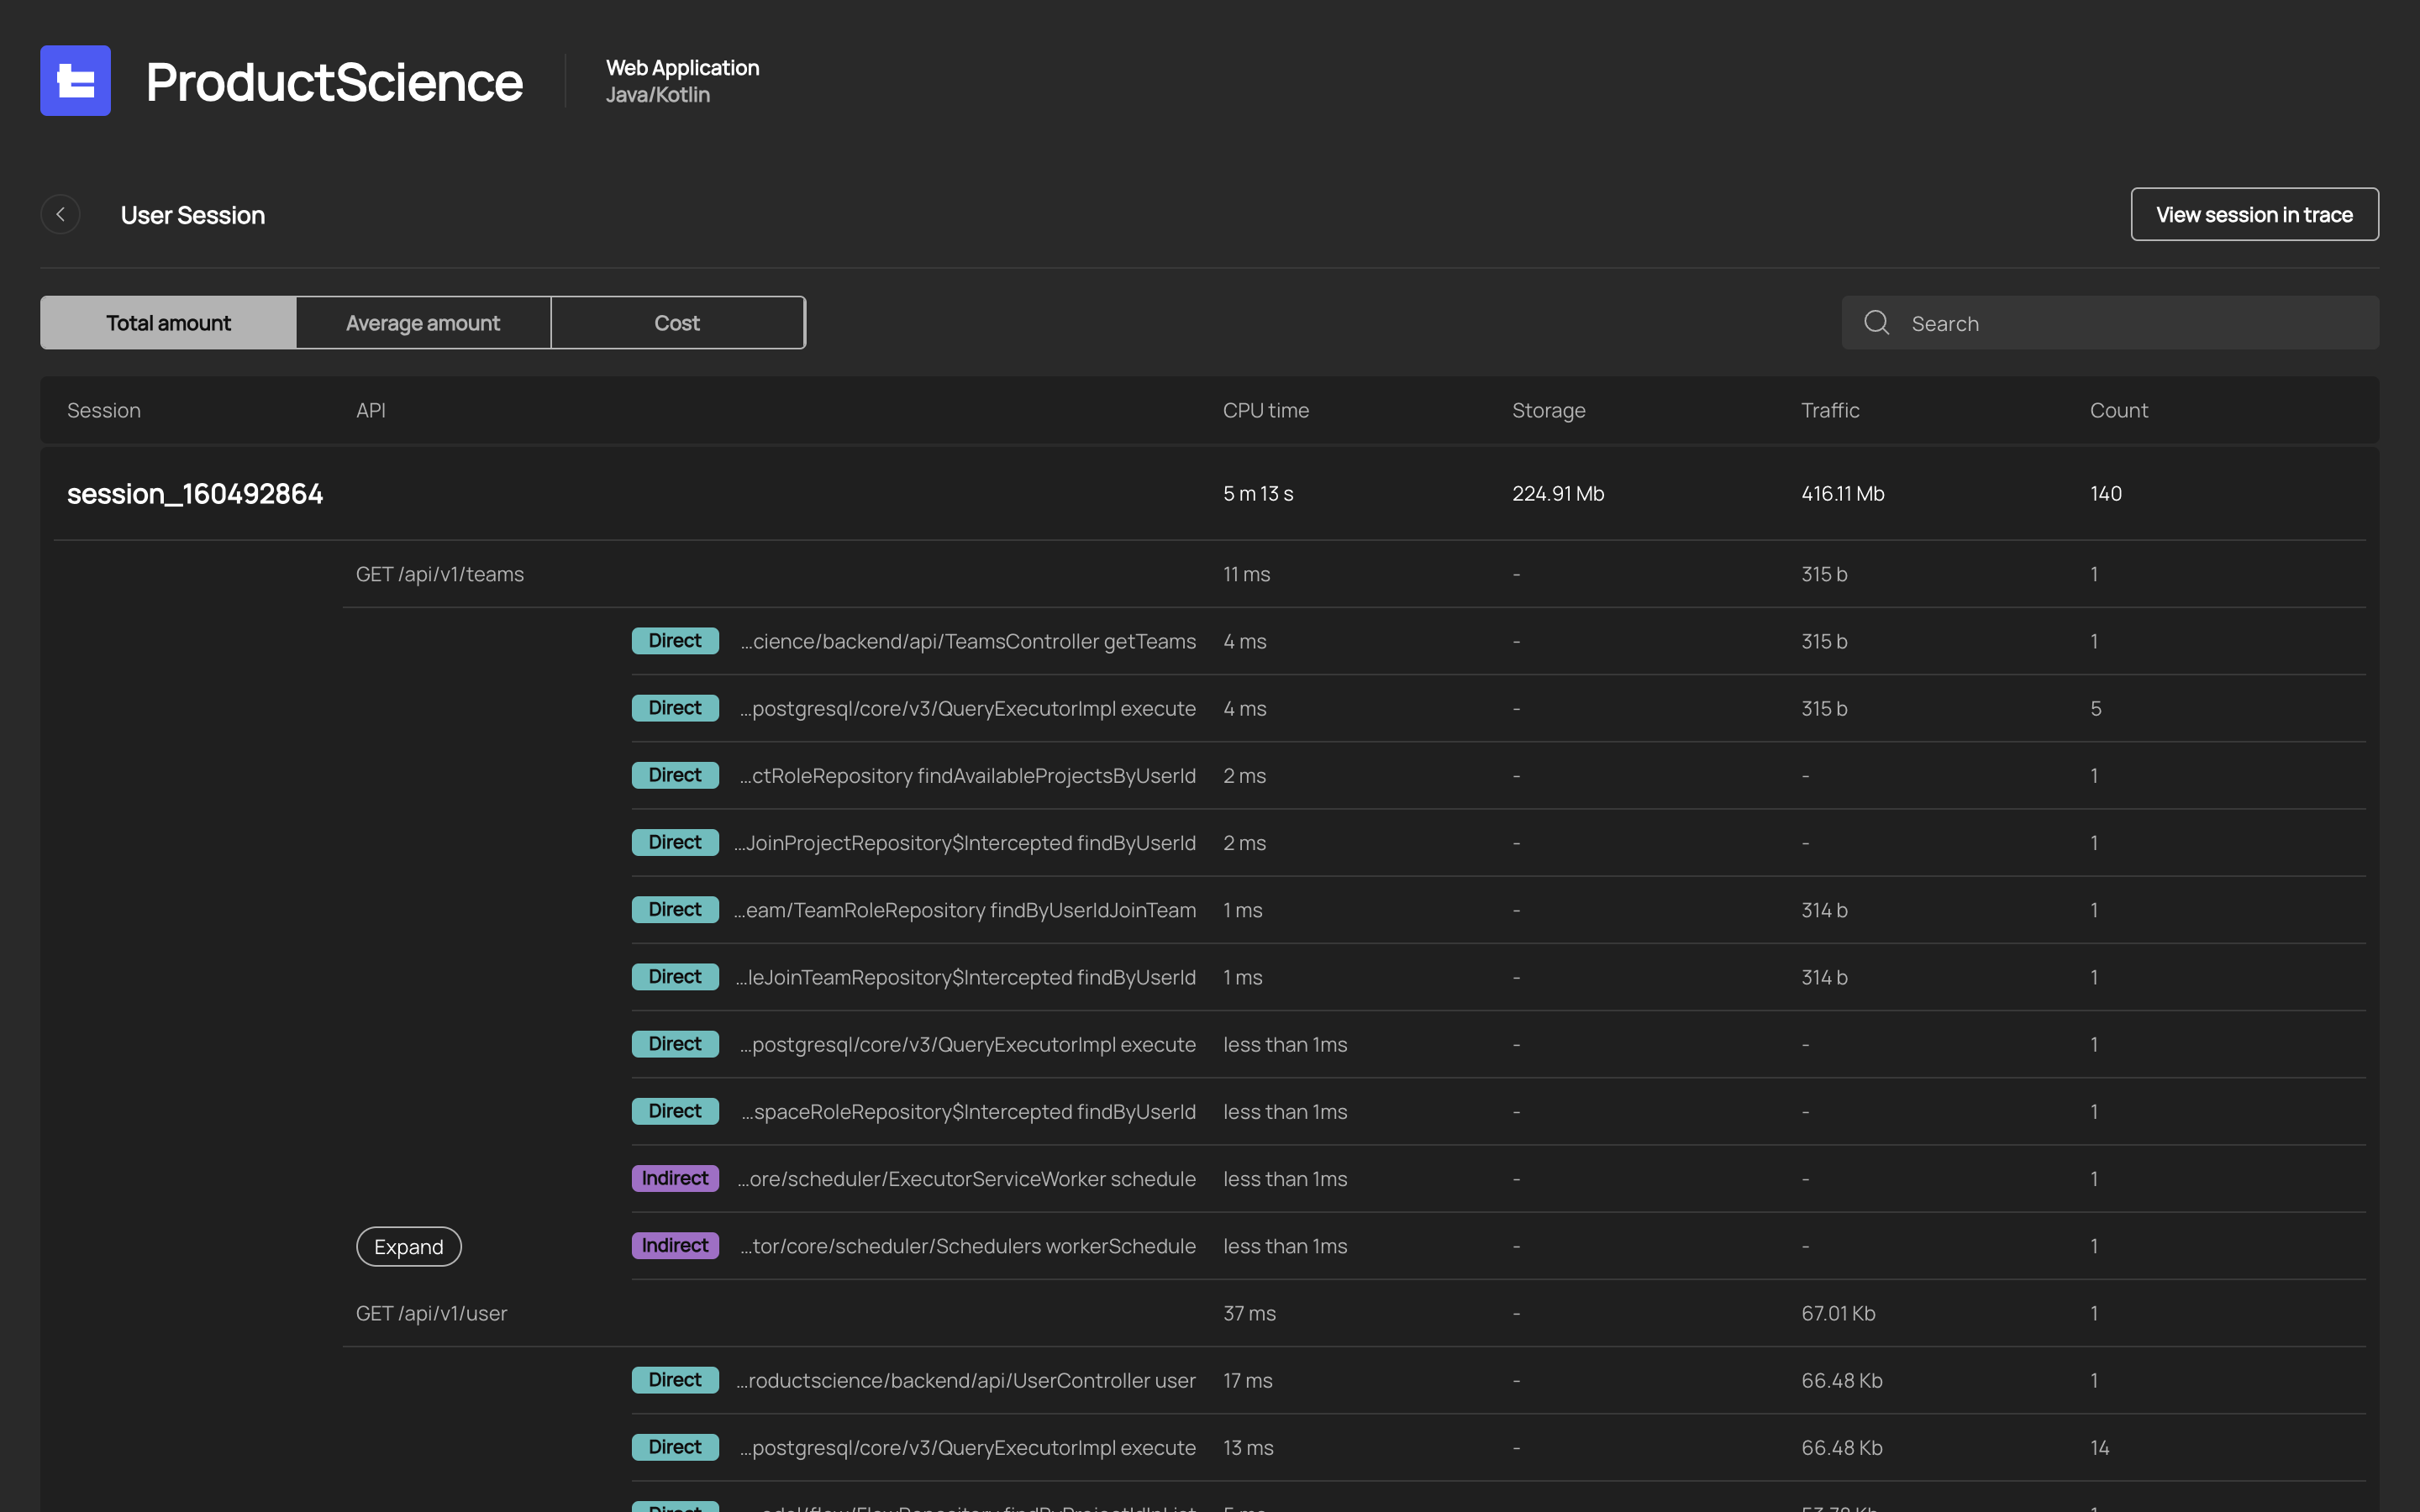 ProductScience
Web Application
Java/Kotlin
User Session
View session in trace
Total amount Average amount Cost
Search
Session API CPU time Storage Traffic Count
session_160492864 5 m 13 s 224.91 Mb 416.11 Mb 140
GET /api/v1/teams 11 ms - 315 b 1
Direct ...cience/backend/api/TeamsController getTeams 4 ms - 315 b 1
Direct ...postgresql/core/v3/QueryExecutorImpl execute 4 ms - 315 b 5
Direct ...ctRoleRepository findAvailableProjectsByUserId 2 ms - - 1
Direct ...JoinProjectRepository$Intercepted findByUserId 2 ms - - 1
Direct ...eam/TeamRoleRepository findByUserIdJoinTeam 1 ms - 314 b 1
Direct ...leJoinTeamRepository$Intercepted findByUserId 1 ms - 314 b 1
Direct ...postgresql/core/v3/QueryExecutorImpl execute less than 1ms - - 1
Direct ...spaceRoleRepository$Intercepted findByUserId less than 1ms - - 1
Indirect ...ore/scheduler/ExecutorServiceWorker schedule less than 1ms - - 1
Expand Indirect ...tor/core/scheduler/Schedulers workerSchedule less than 1ms - - 1
GET /api/v1/user 37 ms - 67.01 Kb 1
Direct ...roductscience/backend/api/UserController user 17 ms - 66.48 Kb 1
Direct ...postgresql/core/v3/QueryExecutorImpl execute 13 ms - 66.48 Kb 14
Direct